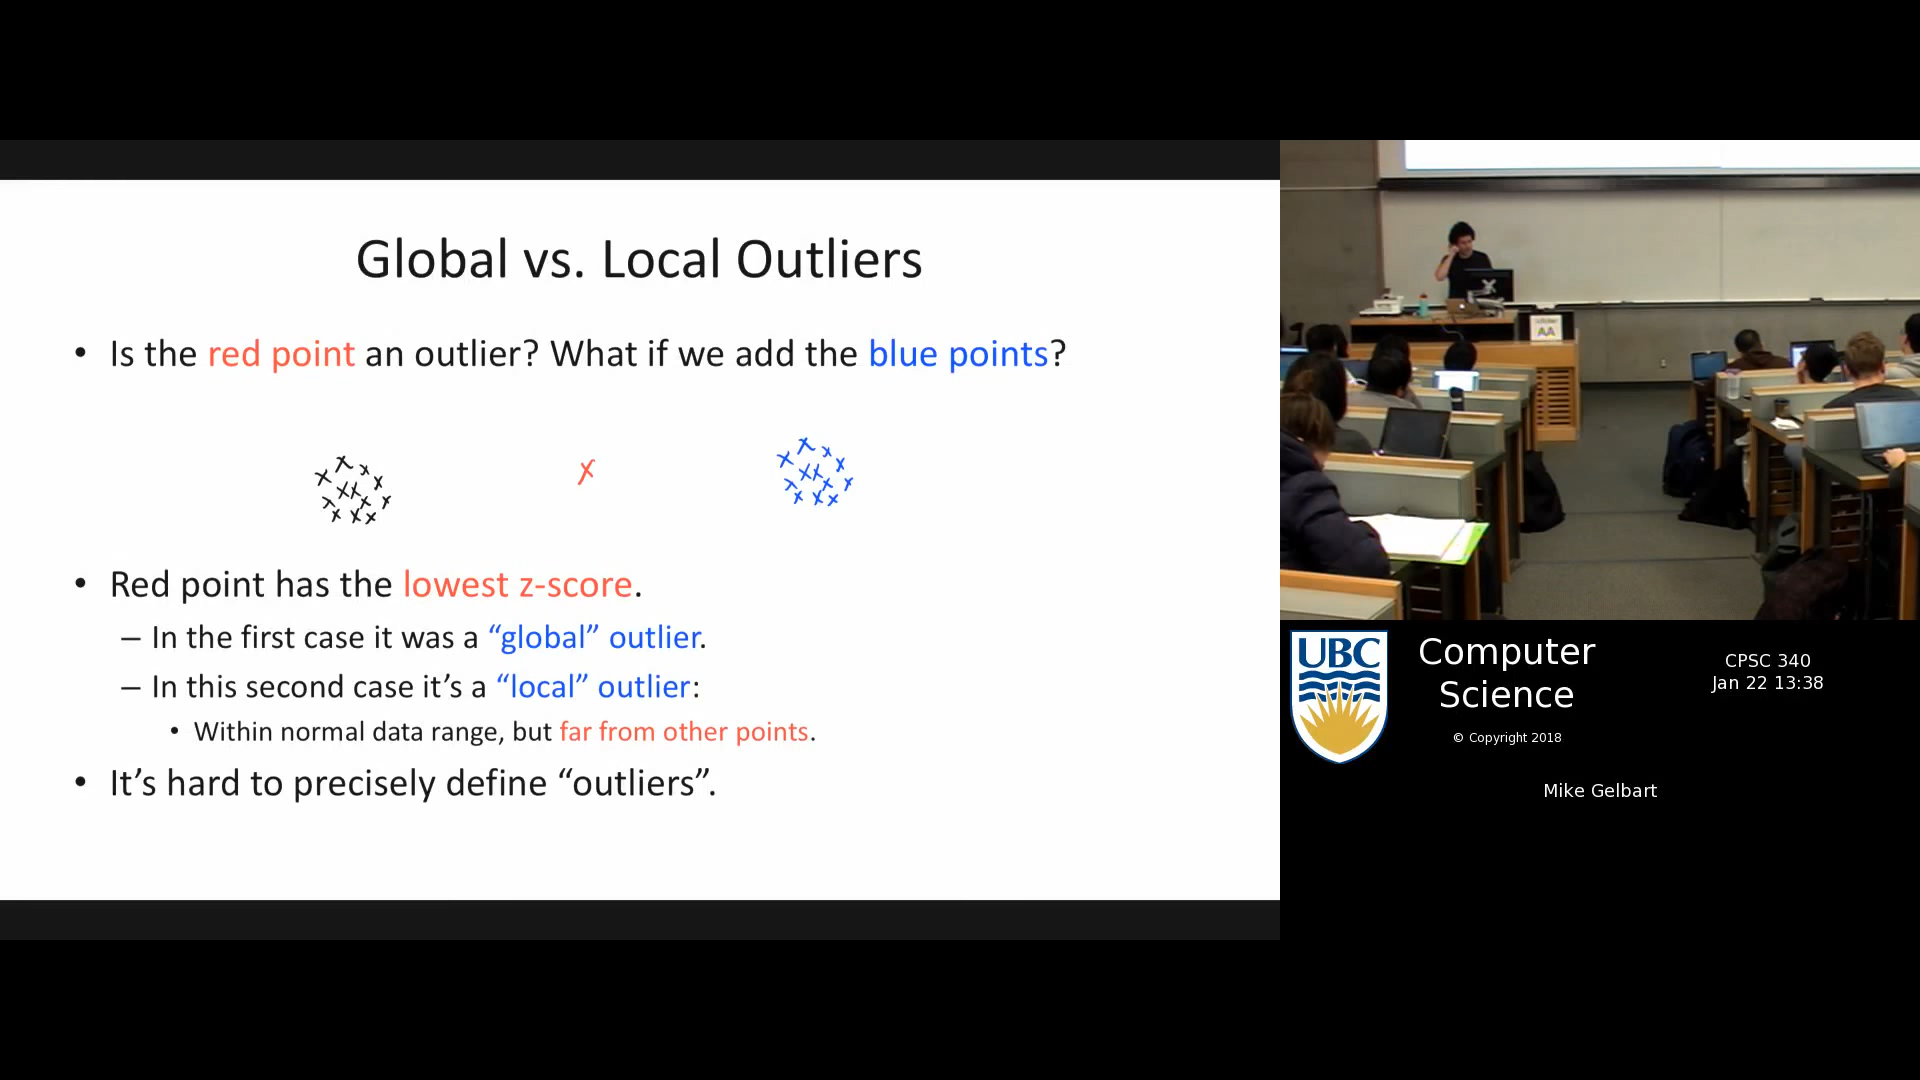 Global vs. Local Outliers
• Is the red point an outlier? What if we add the blue points?
• Red point has the lowest z-score.
– In the first case it was a “global” outlier.
– In this second case it’s a “local” outlier:
• Within normal data range, but far from other points.
• It’s hard to precisely define “outliers”.
AA
UBC
Computer
Science
© Copyright 2018
CPSC 340
Jan 22 13:38
Mike Gelbart